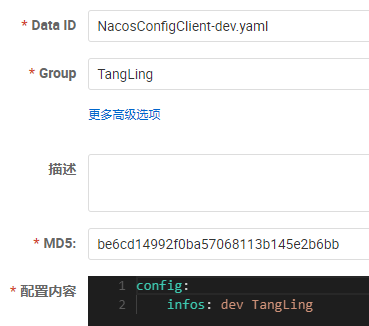 * Data ID NacosConfigClient-dev.yaml
* Group TangLing
更多高级选项
描述
* MD5: be6cd14992f0ba57068113b145e2b6bb
* 配置内容 1 config:
2 infos: dev TangLing